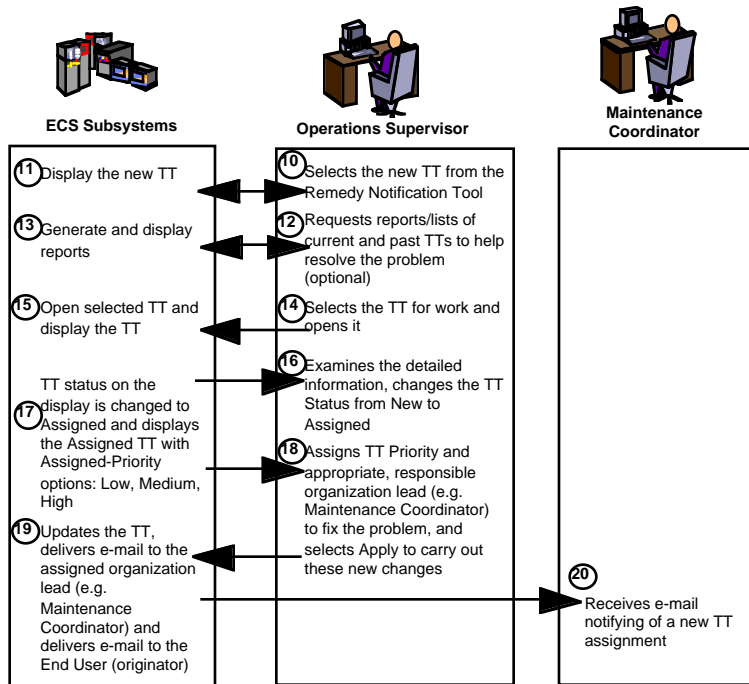 ECS Subsystems
Operations Supervisor
Maintenance
Coordinator
11
Display the new TT
10
Selects the new TT from the
Remedy Notification Tool
13
Generate and display
reports
12
Requests reports/lists of
current and past TTs to help
resolve the problem
(optional)
15
Open selected TT and
display the TT
14
Selects the TT for work and
opens it
16
Examines the detailed
information, changes the TT
Status from New to
Assigned
17
TT status on the
display is changed to
Assigned and displays
the Assigned TT with
Assigned-Priority
options: Low, Medium,
High
18
Assigns TT Priority and
appropriate, responsible
organization lead (e.g.
Maintenance Coordinator)
to fix the problem, and
selects Apply to carry out
these new changes
19
Updates the TT,
delivers e-mail to the
assigned organization
lead (e.g.
Maintenance
Coordinator) and
delivers e-mail to the
End User (originator)
20
Receives e-mail
notifying of a new TT
assignment